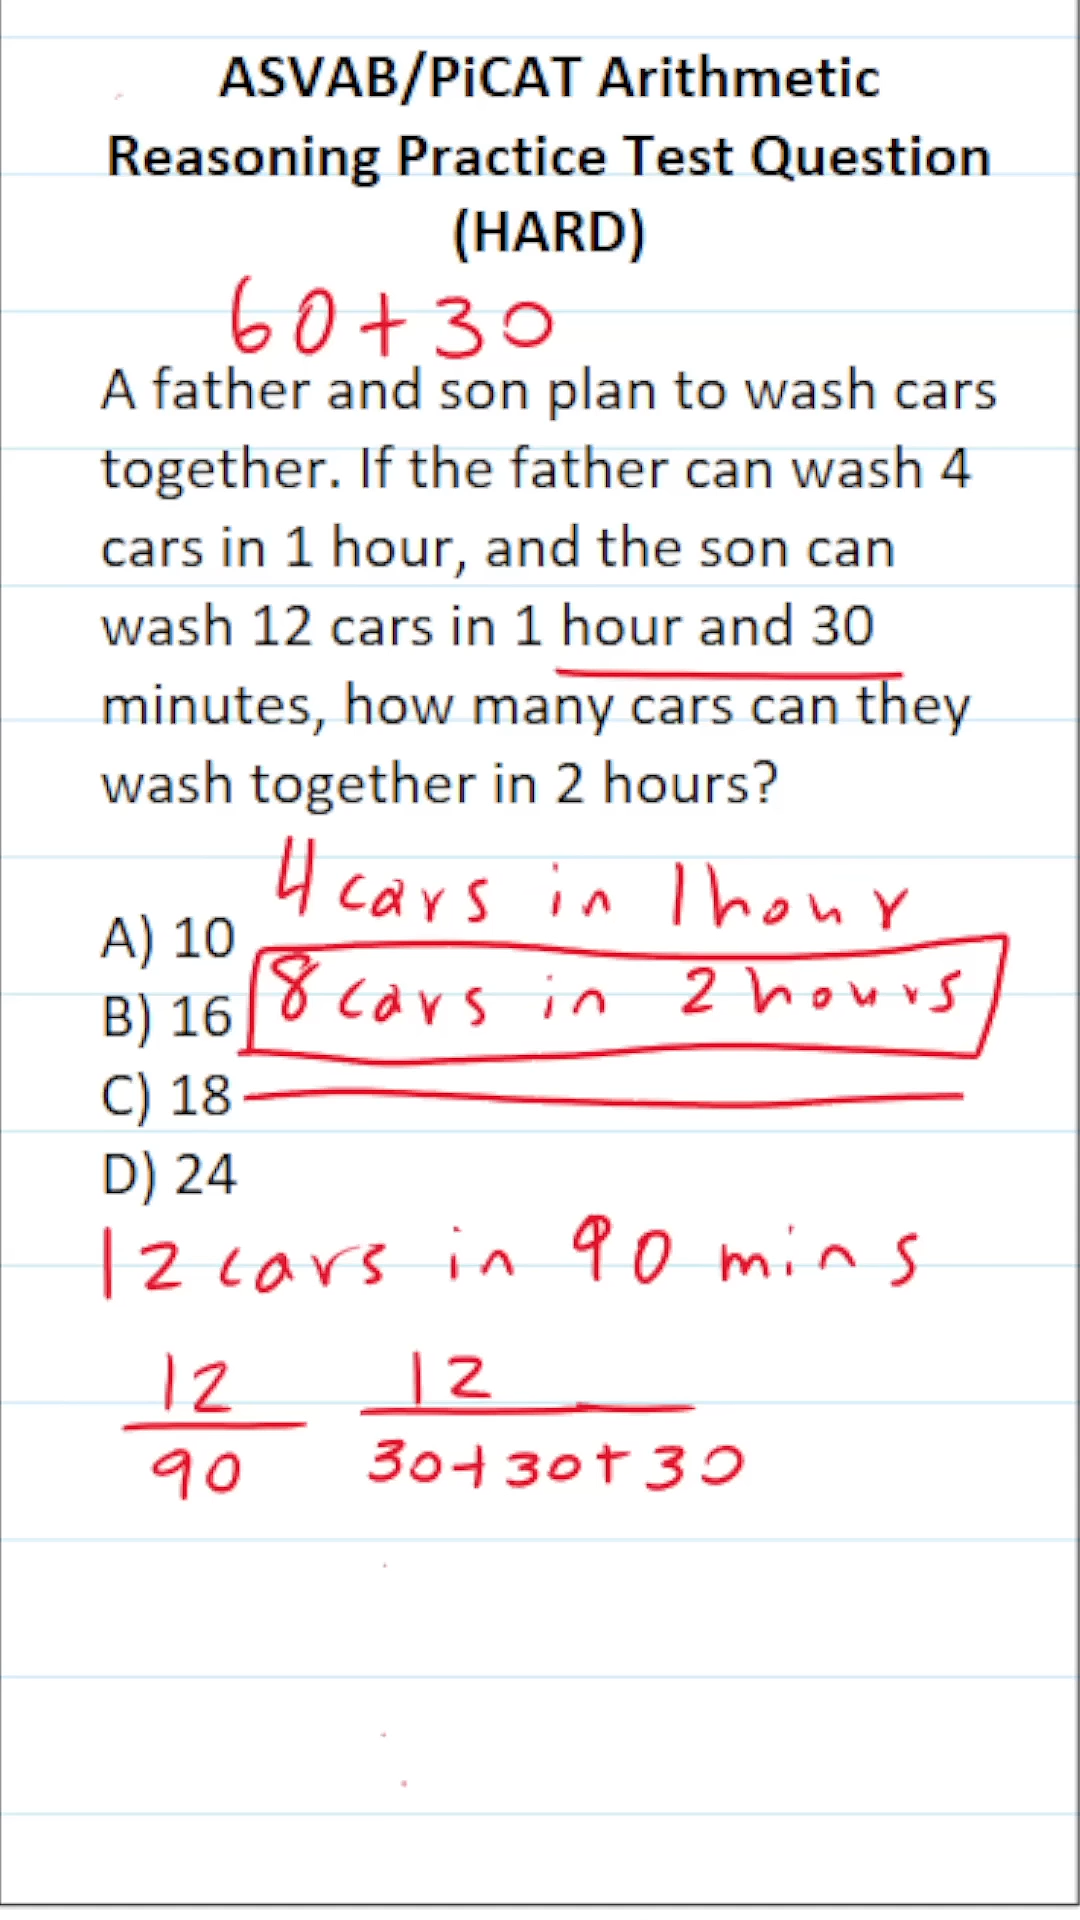 ASVAB/PiCAT Arithmetic
Reasoning Practice Test Question
(HARD)
60+30
A father and son plan to wash cars
together. If the father can wash 4
cars in 1 hour, and the son can
wash 12 cars in 1 hour and 30
minutes, how many cars can they
wash together in 2 hours?
4 cars in 1 hour
A) 10
8 cars in 2 hours
B) 16
C) 18
D) 24
12 cars in 90 mins
12 12
90 30+30+30